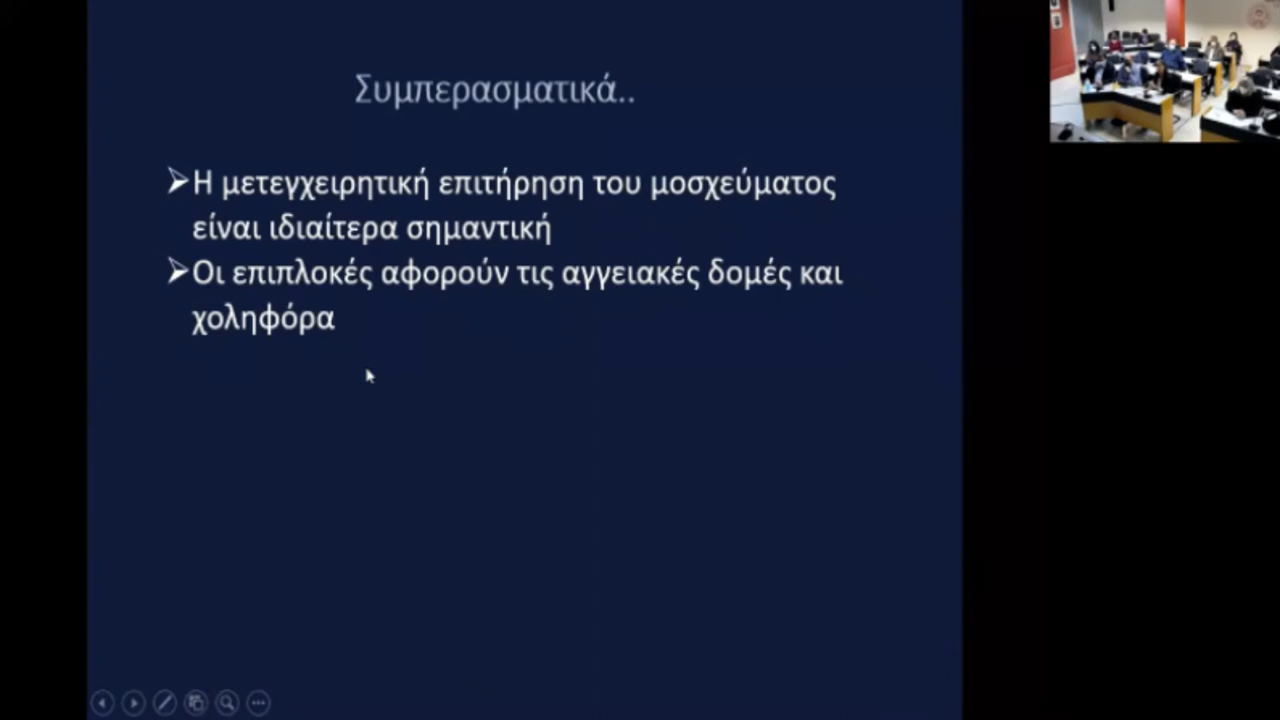 Συμπερασματικά..
Η μετεγχειρητική επιτήρηση του μοσχεύματος
είναι ιδιαίτερα σημαντική
Οι επιπλοκές αφορούν τις αγγειακές δομές και
χοληφόρα